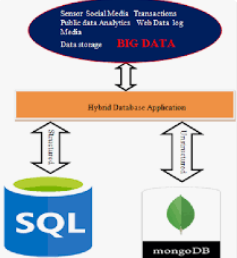 Sensor Social Media Transactions
Public data Analytics Web Data log
Media
Data storage BIG DATA
Hybrid Database Application
Structured
Unstructured
SQL
mongoDB